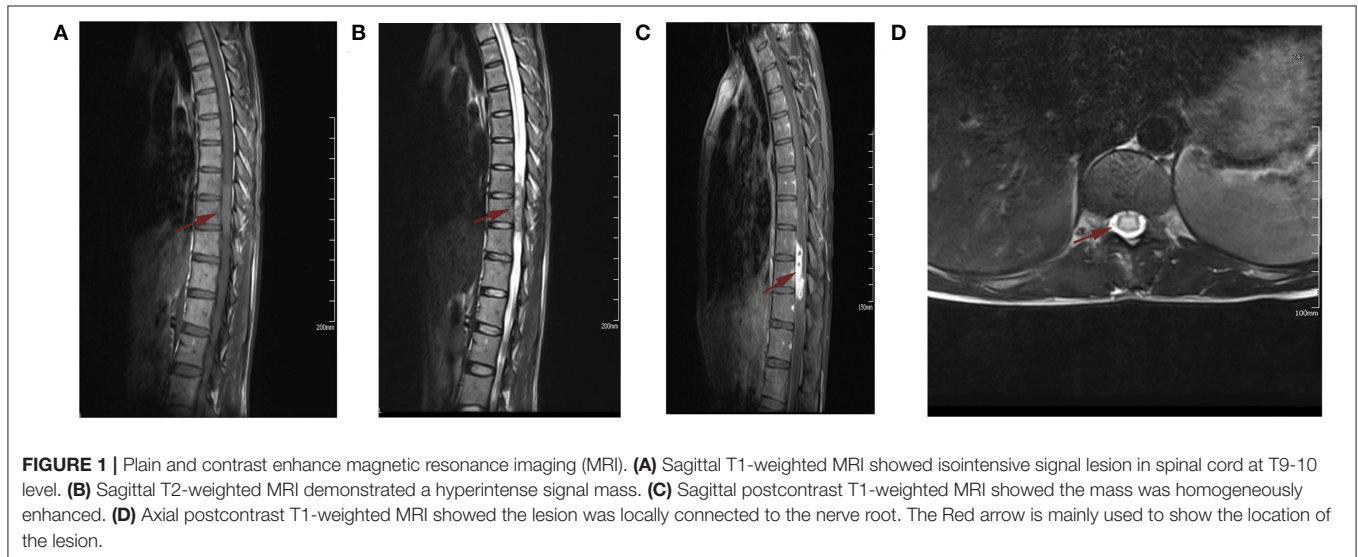 A
B
C
D
74
200mm
200mm
150mm
100mm
FIGURE 1 | Plain and contrast enhance magnetic resonance imaging (MRI). (A) Sagittal T1-weighted MRI showed isointensive signal lesion in spinal cord at T9-10
level. (B) Sagittal T2-weighted MRI demonstrated a hyperintense signal mass. (C) Sagittal postcontrast T1-weighted MRI showed the mass was homogeneously
enhanced. (D) Axial postcontrast T1-weighted MRI showed the lesion was locally connected to the nerve root. The Red arrow is mainly used to show the location of
the lesion.